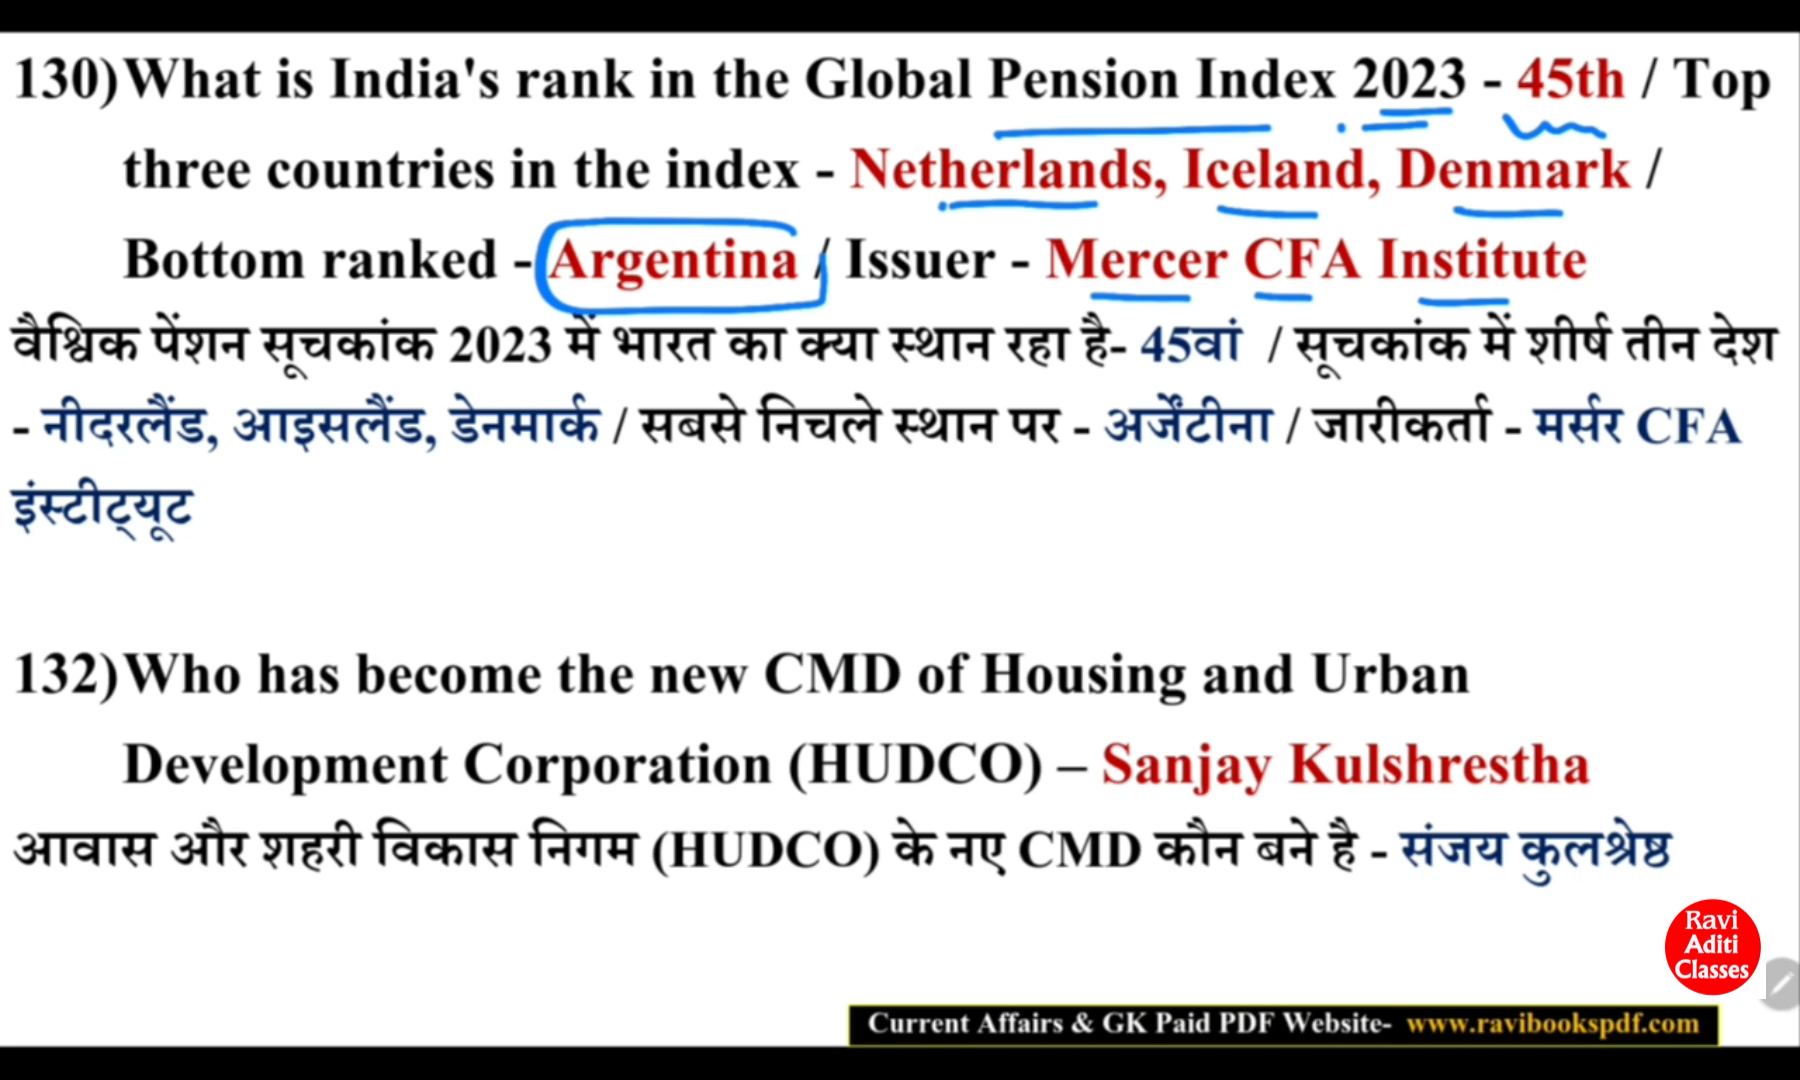 130) What is India's rank in the Global Pension Index 2023 - 45th / Top
three countries in the index - Netherlands, Iceland, Denmark /
Bottom ranked - Argentina / Issuer - Mercer CFA Institute
वैश्विक पेंशन सूचकांक 2023 में भारत का क्या स्थान रहा है- 45वां / सूचकांक में शीर्ष तीन देश
- नीदरलैंड, आइसलैंड, डेनमार्क / सबसे निचले स्थान पर - अर्जेंटीना / जारीकर्ता - मर्सर CFA
इंस्टीट्यूट
132) Who has become the new CMD of Housing and Urban
Development Corporation (HUDCO) – Sanjay Kulshrestha
आवास और शहरी विकास निगम (HUDCO) के नए CMD कौन बने है - संजय कुलश्रेष्ठ
Ravi
Aditi
Classes
Current Affairs & GK Paid PDF Website- www.ravibookspdf.com